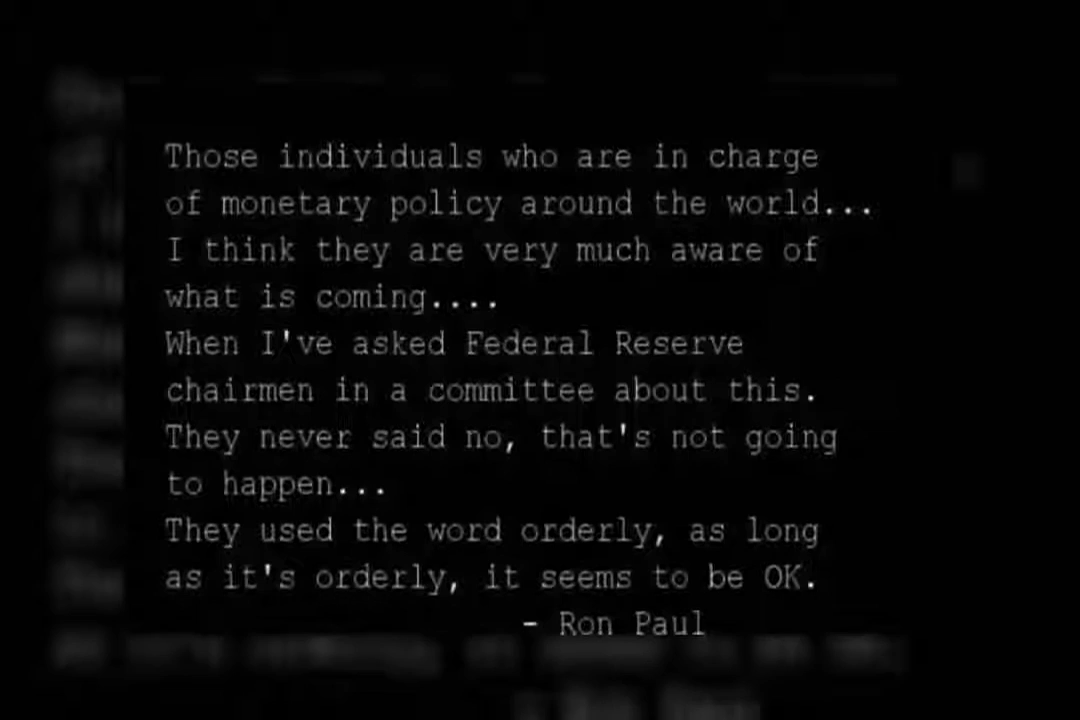 Those individuals who are in charge
of monetary policy around the world...
I think they are very much aware of
what is coming....
When I've asked Federal Reserve
chairmen in a committee about this.
They never said no, that's not going
to happen...
They used the word orderly, as long
as it's orderly, it seems to be OK.
- Ron Paul